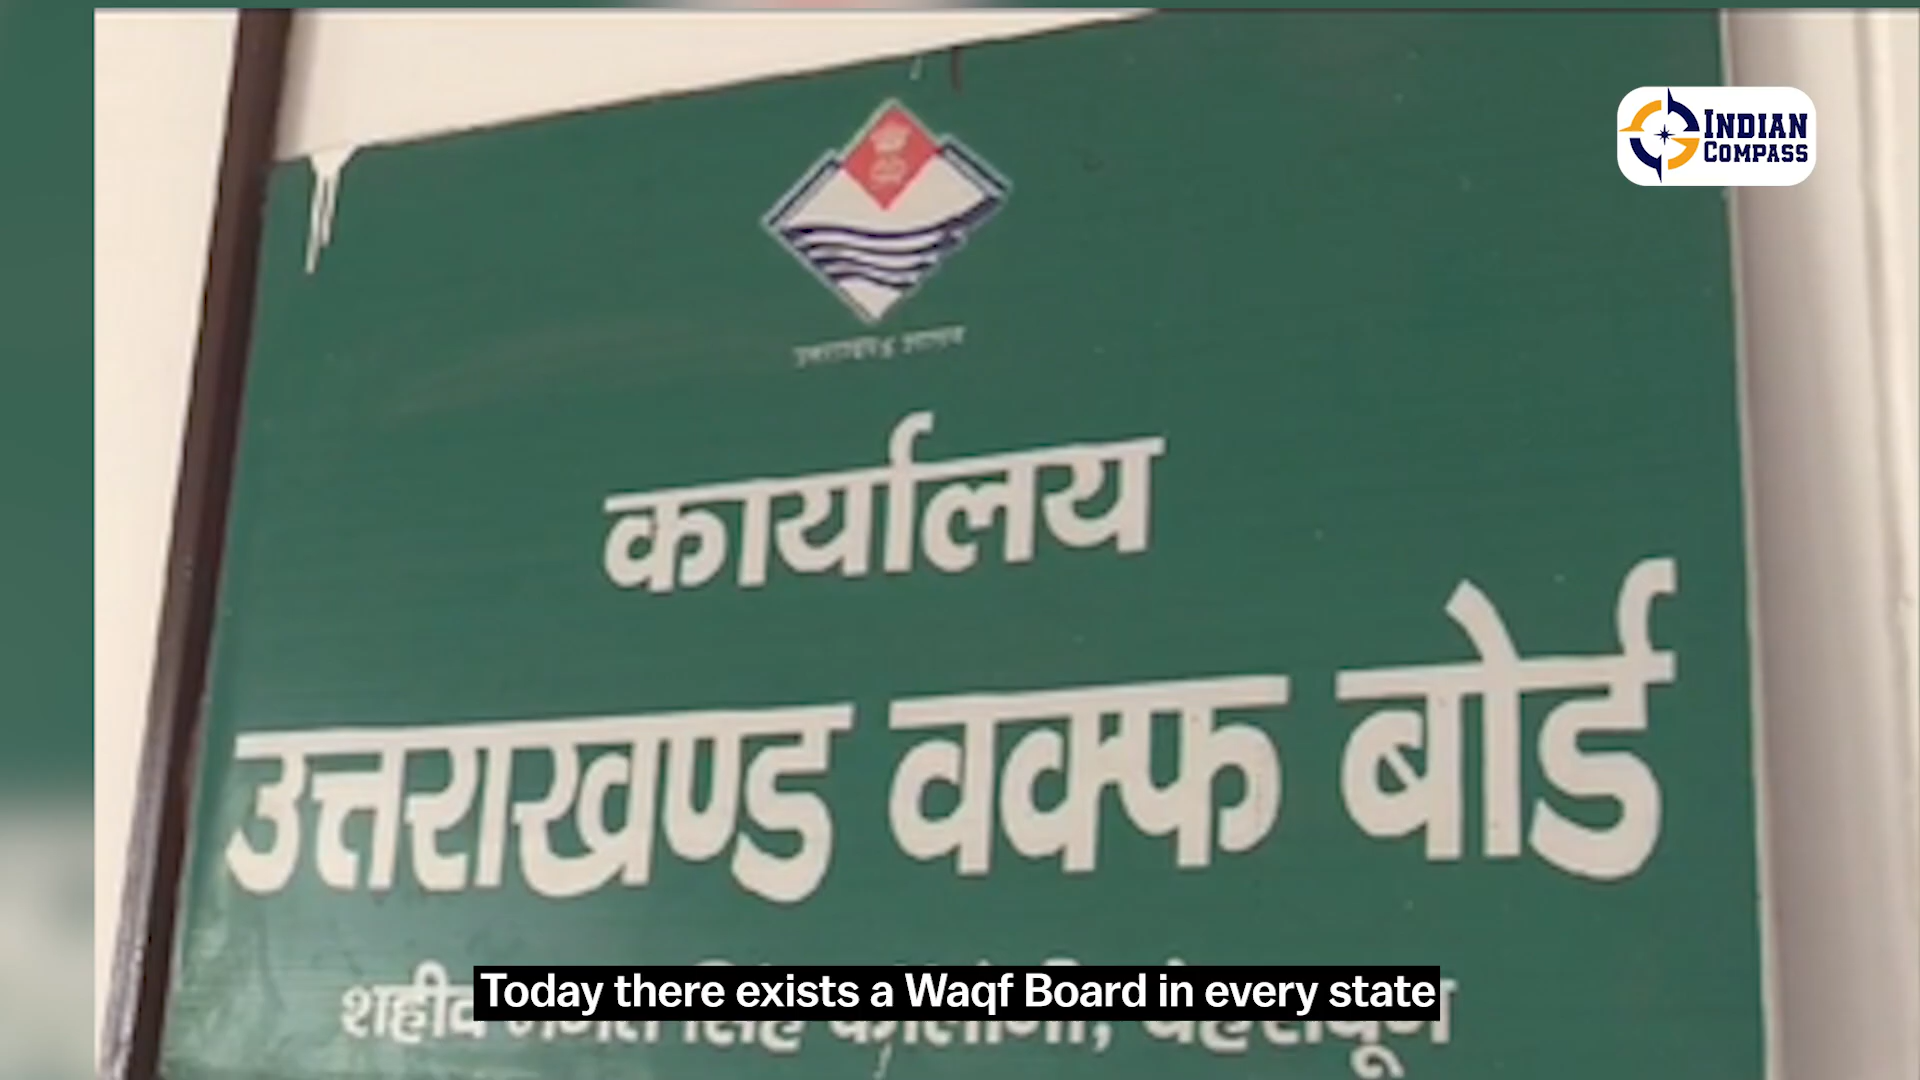 INDIAN
COMPASS
कार्यालय
उत्तराखण्ड वक्फ बोर्ड
Today there exists a Waqf Board in every state